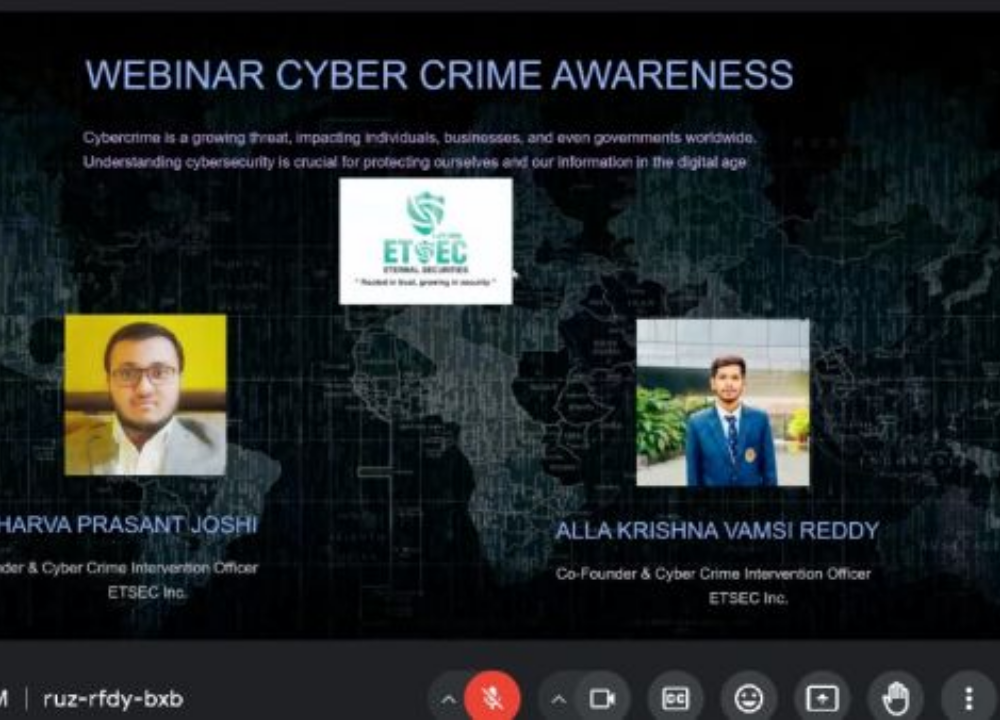 WEBINAR CYBER CRIME AWARENESS
Cybercrime is a growing threat, impacting individuals, businesses, and even governments worldwide.
Understanding cybersecurity is crucial for protecting ourselves and our information in the digital age
ETSEC
ETERNAL SECURITIES
" Rooted in trust, growing in security "
HARVA PRASANT JOSHI
ALLA KRISHNA VAMSI REDDY
der & Cyber Crime Intervention Officer
Co-Founder & Cyber Crime Intervention Officer
ETSEC Inc.
ETSEC Inc.
M | ruz-rfdy-bxb
CC